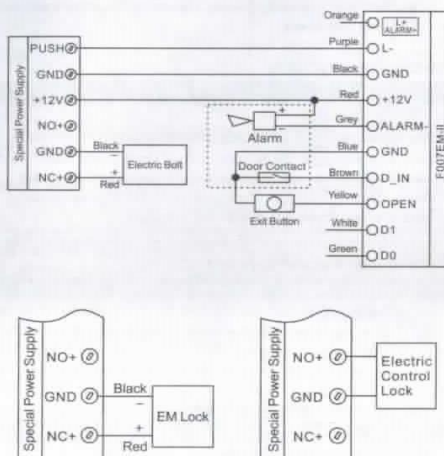 Orange
L+
ALARM+
Purple
PUSH
L-
Black
GND
GND
Red
+12V
+12V
+
Grey
NO+
Alarm
−
ALARM-
Blue
GND
Black
−
Electric Bolt
GND
Door Contact
Brown
NC+
+
Red
D_IN
Yellow
OPEN
Exit Button
White
D1
Green
D0
Special Power Supply
F007EM-II
Special Power Supply
NO+
GND
Black
−
EM Lock
NC+
+
Red
Special Power Supply
NO+
Electric
Control
Lock
GND
NC+